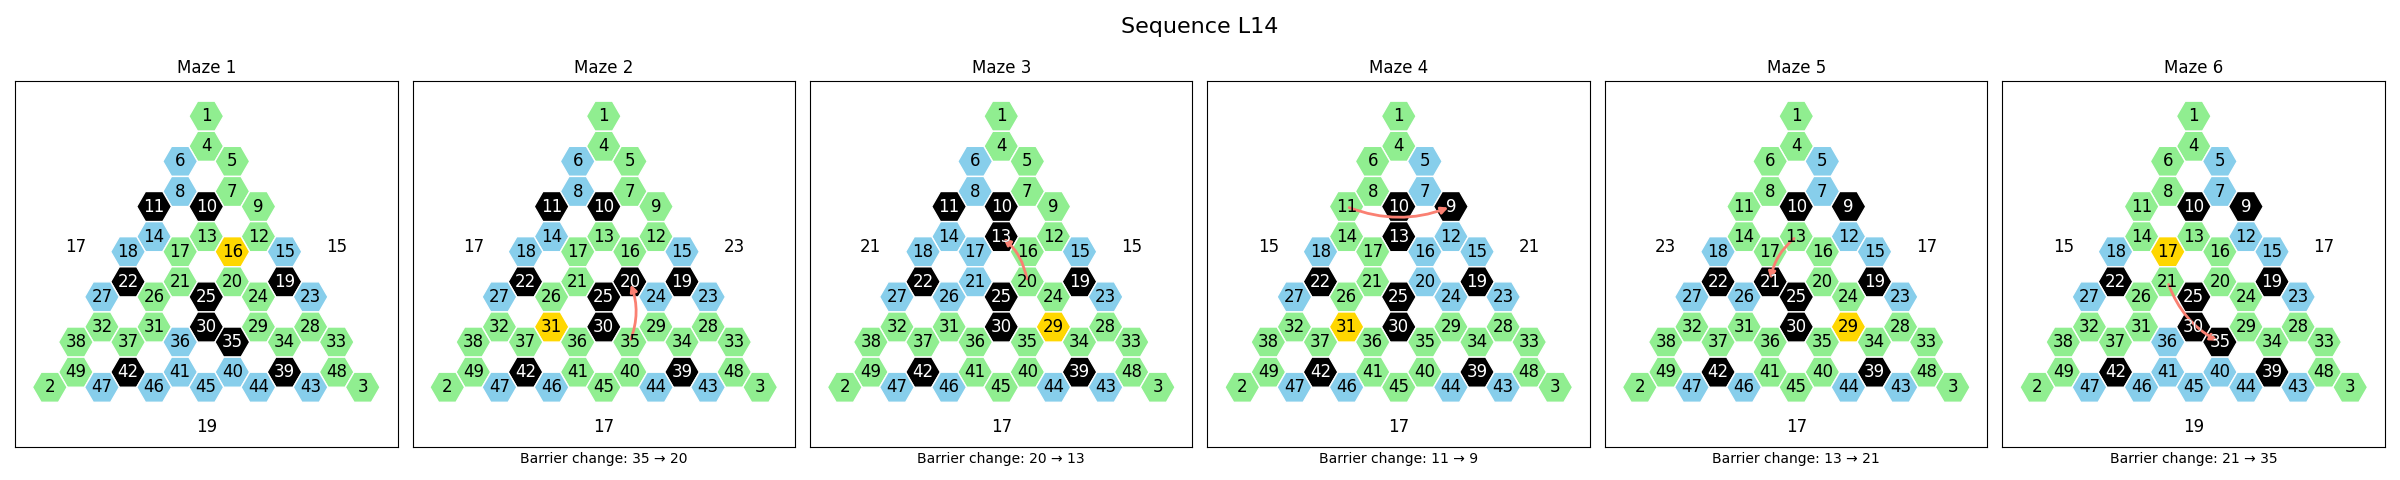 Sequence L14
Maze 1
1
4
6 5
8 7
11 10 9
14 13 12
18 17 16 15
17 15
22 21 20 19
27 26 25 24 23
32 31 30 29 28
38 37 36 35 34 33
49 42 41 40 39 48
2 47 46 45 44 43 3
19
Maze 2
1
4
6 5
8 7
11 10 9
14 13 12
18 17 16 15
17 23
22 21 20 19
27 26 25 24 23
32 31 30 29 28
38 37 36 35 34 33
49 42 41 40 39 48
2 47 46 45 44 43 3
17
Barrier change: 35 → 20
Maze 3
1
4
6 5
8 7
11 10 9
14 13 12
18 17 16 15
21 15
22 21 20 19
27 26 25 24 23
32 31 30 29 28
38 37 36 35 34 33
49 42 41 40 39 48
2 47 46 45 44 43 3
17
Barrier change: 20 → 13
Maze 4
1
4
6 5
8 7
11 10 9
14 13 12
18 17 16 15
15 21
22 21 20 19
27 26 25 24 23
32 31 30 29 28
38 37 36 35 34 33
49 42 41 40 39 48
2 47 46 45 44 43 3
17
Barrier change: 11 → 9
Maze 5
1
4
6 5
8 7
11 10 9
14 13 12
18 17 16 15
23 17
22 21 20 19
27 26 25 24 23
32 31 30 29 28
38 37 36 35 34 33
49 42 41 40 39 48
2 47 46 45 44 43 3
17
Barrier change: 13 → 21
Maze 6
1
4
6 5
8 7
11 10 9
14 13 12
18 17 16 15
15 17
22 21 20 19
27 26 25 24 23
32 31 30 29 28
38 37 36 35 34 33
49 42 41 40 39 48
2 47 46 45 44 43 3
19
Barrier change: 21 → 35